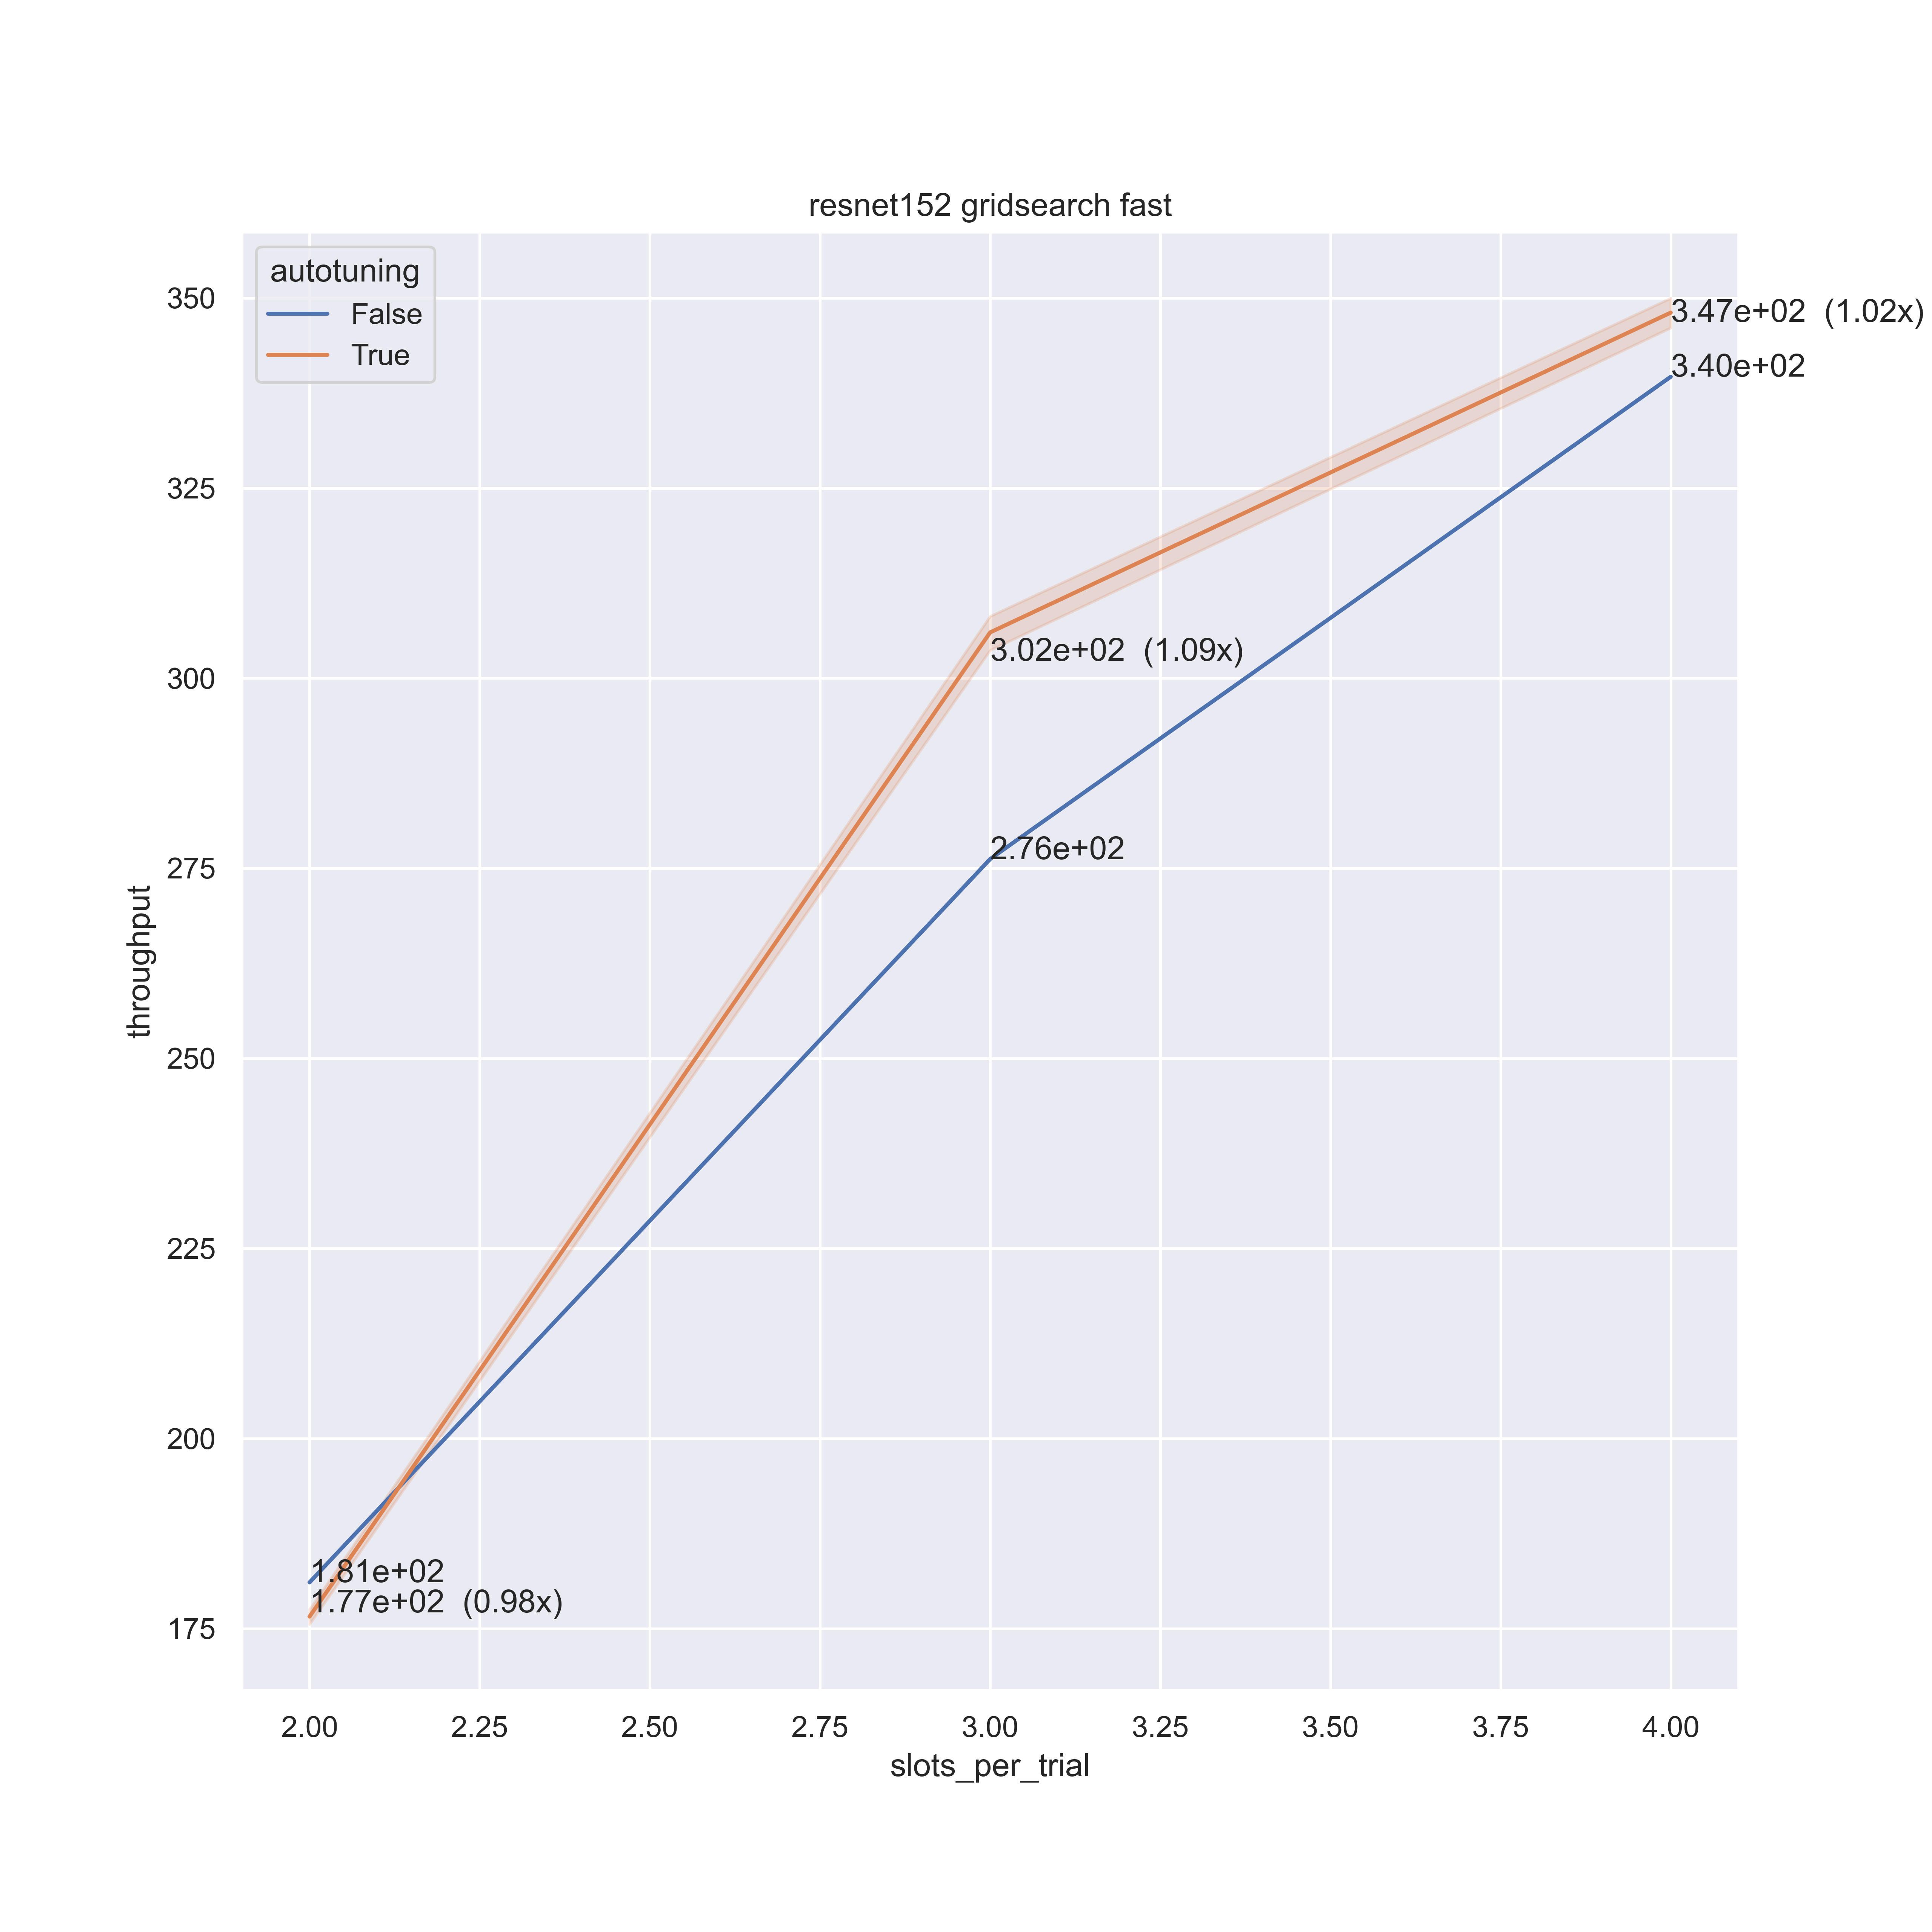 resnet152 gridsearch fast
autotuning
False
True
350
325
300
275
250
225
200
175
throughput
3.47e+02  (1.02x)
3.40e+02
3.02e+02  (1.09x)
2.76e+02
1.81e+02
1.77e+02  (0.98x)
2.00 2.25 2.50 2.75 3.00 3.25 3.50 3.75 4.00
slots_per_trial